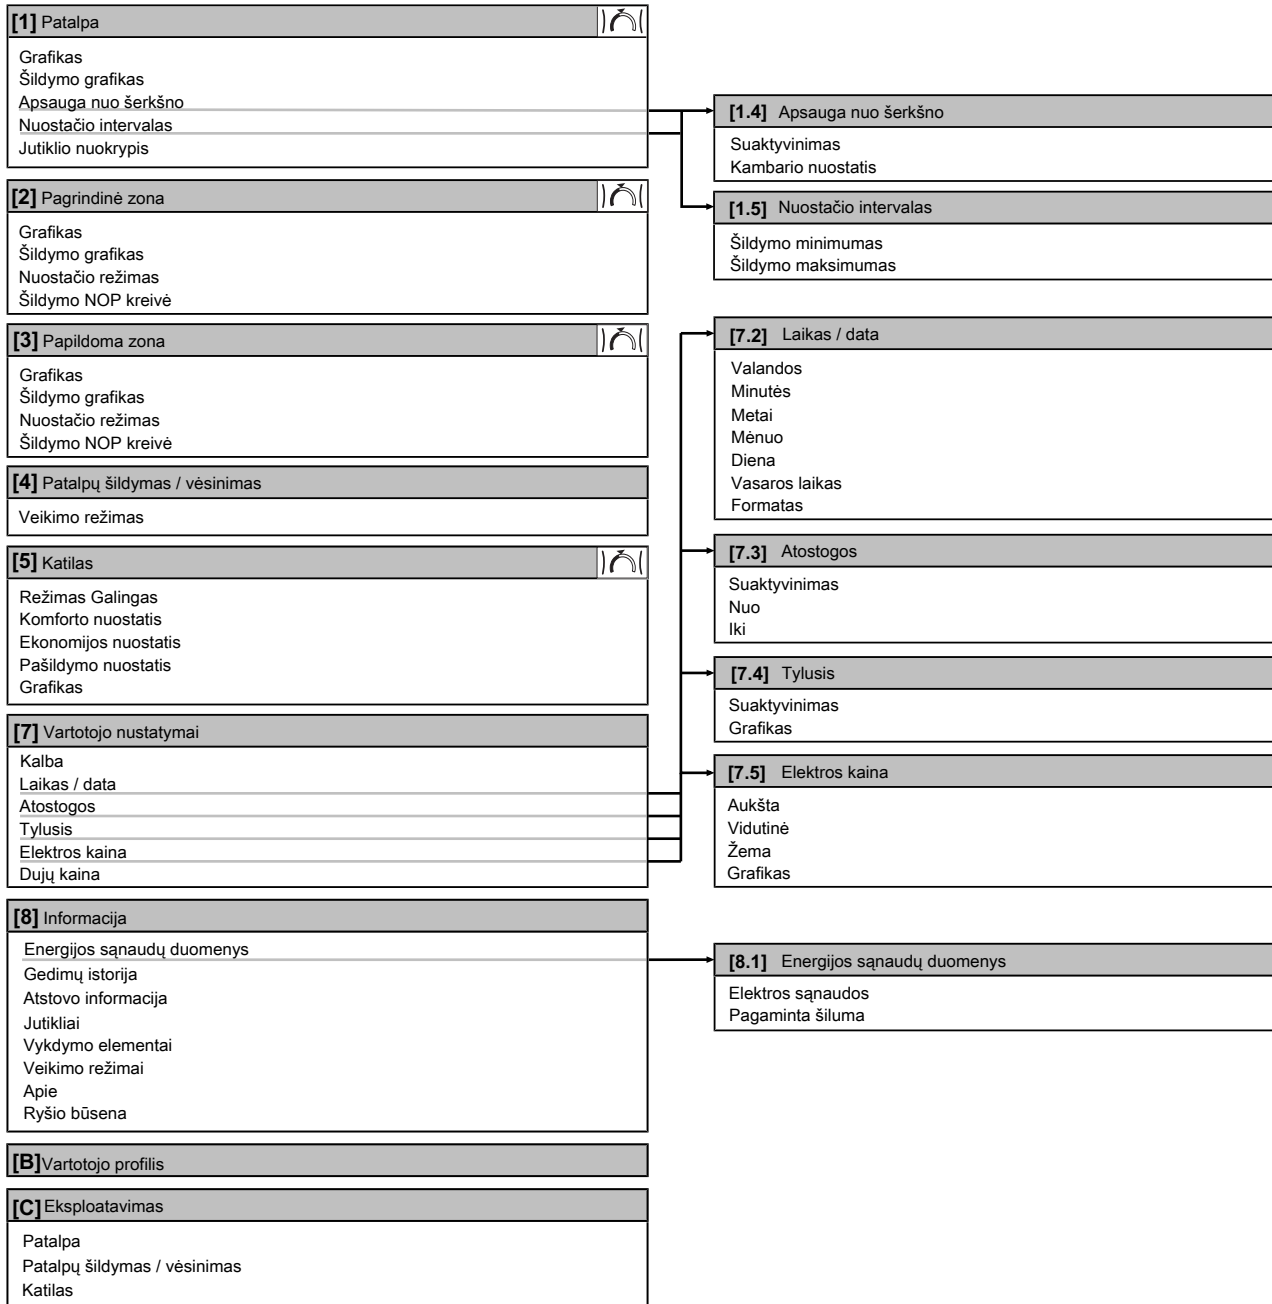 [1] Patalpa
Grafikas
Šildymo grafikas
Apsauga nuo šerkšno
Nuostačio intervalas
Jutiklio nuokrypis
[1.4] Apsauga nuo šerkšno
Suaktyvinimas
Kambario nuostatis
[1.5] Nuostačio intervalas
Šildymo minimumas
Šildymo maksimumas
[2] Pagrindinė zona
Grafikas
Šildymo grafikas
Nuostačio režimas
Šildymo NOP kreivė
[3] Papildoma zona
Grafikas
Šildymo grafikas
Nuostačio režimas
Šildymo NOP kreivė
[4] Patalpų šildymas / vėsinimas
Veikimo režimas
[5] Katilas
Režimas Galingas
Komforto nuostatis
Ekonomijos nuostatis
Pašildymo nuostatis
Grafikas
[7] Vartotojo nustatymai
Kalba
Laikas / data
Atostogos
Tylusis
Elektros kaina
Dujų kaina
[7.2] Laikas / data
Valandos
Minutės
Metai
Mėnuo
Diena
Vasaros laikas
Formatas
[7.3] Atostogos
Suaktyvinimas
Nuo
Iki
[7.4] Tylusis
Suaktyvinimas
Grafikas
[7.5] Elektros kaina
Aukšta
Vidutinė
Žema
Grafikas
[8] Informacija
Energijos sąnaudų duomenys
Gedimų istorija
Atstovo informacija
Jutikliai
Vykdymo elementai
Veikimo režimai
Apie
Ryšio būsena
[8.1] Energijos sąnaudų duomenys
Elektros sąnaudos
Pagaminta šiluma
[B] Vartotojo profilis
[C] Eksploatavimas
Patalpa
Patalpų šildymas / vėsinimas
Katilas